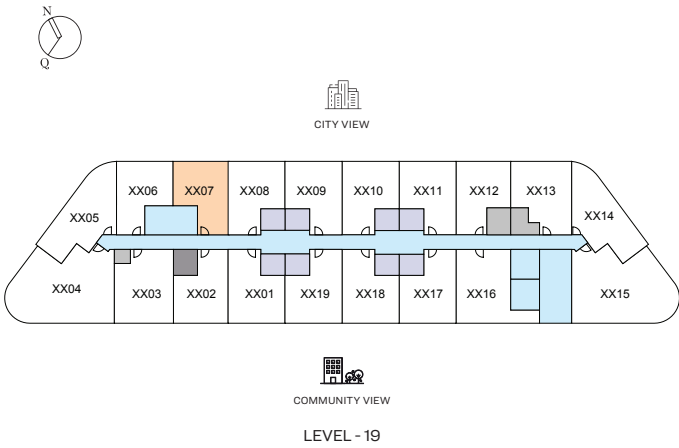 N
Q
CITY VIEW
XX06 XX07 XX08 XX09 XX10 XX11 XX12 XX13
XX05 XX14
XX04 XX03 XX02 XX01 XX19 XX18 XX17 XX16 XX15
COMMUNITY VIEW
LEVEL - 19